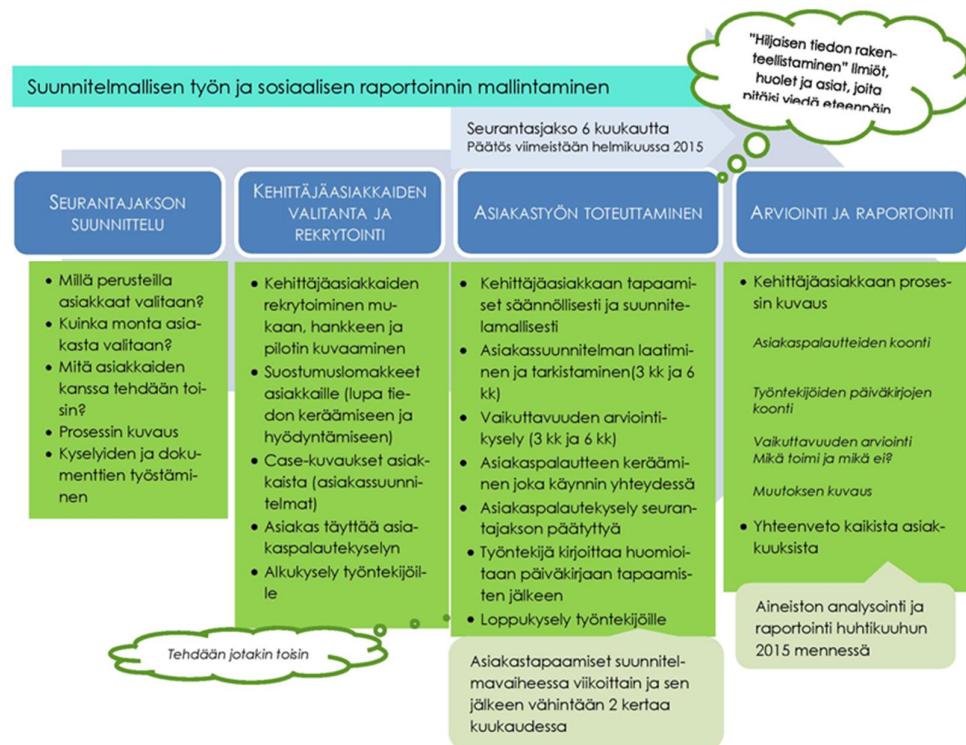 "Hiljaisen tiedon raken-
teellistaminen" Ilmiöt,
huolet ja asiat, joita
pitäisi viedä eteenpäin
Suunnitelmallisen työn ja sosiaalisen raportoinnin mallintaminen
Seurantasjakso 6 kuukautta
Päätös viimeistään helmikuussa 2015
SEURANTAJAKSON
SUUNNITTELU
• Millä perusteilla
asiakkaat valitaan?
• Kuinka monta asia-
kasta valitaan?
• Mitä asiakkaiden
kanssa tehdään toi-
sin?
• Prosessin kuvaus
• Kyselyiden ja doku-
menttien työstämi-
nen
KEHITTÄJÄASIAKKAIDEN
VALITANTA JA
REKRYTOINTI
• Kehittäjäasiakkaiden
rekrytoiminen mu-
kaan, hankkeen ja
pilotin kuvaaminen
• Suostumuslomakkeet
asiakkaille (lupa tie-
don keräämiseen ja
hyödyntämiseen)
• Case-kuvaukset asiak-
kaista (asiakassuunni-
telmat)
• Asiakas täyttää asia-
kaspalautekyselyn
• Alkukysely työntekijöil-
le
Tehdään jotakin toisin
ASIAKASTYÖN TOTEUTTAMINEN
• Kehittäjäasiakkaan tapaami-
set säännöllisesti ja suunnite-
lamallisesti
• Asiakassuunnitelman laatimi-
nen ja tarkistaminen(3 kk ja 6
kk)
• Vaikuttavuuden arviointi-
kysely (3 kk ja 6 kk)
• Asiakaspalautteen kerääminen
joka käynnin yhteydessä
• Asiakaspalautekysely seuran-
tajakson päätyttyä
• Työntekijä kirjoittaa huomioi-
taan päiväkirjaan tapaamis-
ten jälkeen
• Loppukysely työntekijöille
Asiakastapaamiset suunnitel-
mavaiheessa viikoittain ja sen
jälkeen vähintään 2 kertaa
kuukaudessa
ARVIOINTI JA RAPORTOINTI
• Kehittäjäasiakkaan proses-
sin kuvaus
Asiakaspalautteiden koonti
Työntekijöiden päiväkirjojen
koonti
Vaikuttavuuden arviointi
Mikä toimi ja mikä ei?
Muutoksen kuvaus
• Yhteenveto kaikista asiak-
kuuksista
Aineiston analysointi ja
raportointi huhtikuuhun
2015 mennessä